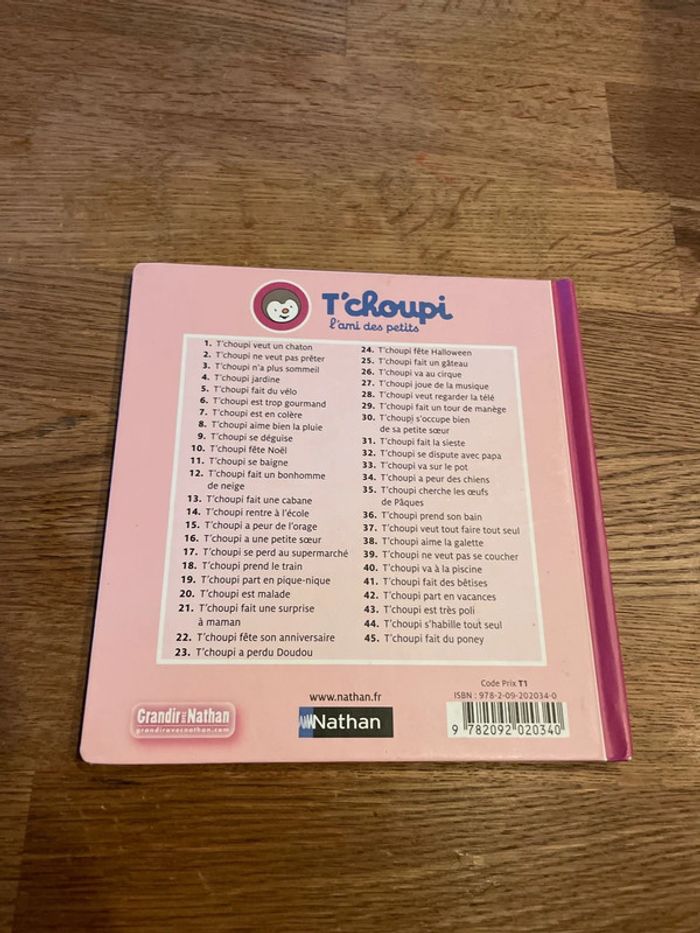 T'choupi
l'ami des petits
1. T'choupi veut un chaton
2. T'choupi ne veut pas prêter
3. T'choupi n'a plus sommeil
4. T'choupi jardine
5. T'choupi fait du vélo
6. T'choupi est trop gourmand
7. T'choupi est en colère
8. T'choupi aime bien la pluie
9. T'choupi se déguise
10. T'choupi fête Noël
11. T'choupi se baigne
12. T'choupi fait un bonhomme
de neige
13. T'choupi fait une cabane
14. T'choupi rentre à l'école
15. T'choupi a peur de l'orage
16. T'choupi a une petite sœur
17. T'choupi se perd au supermarché
18. T'choupi prend le train
19. T'choupi part en pique-nique
20. T'choupi est malade
21. T'choupi fait une surprise
à maman
22. T'choupi fête son anniversaire
23. T'choupi a perdu Doudou
24. T'choupi fête Halloween
25. T'choupi fait un gâteau
26. T'choupi va au cirque
27. T'choupi joue de la musique
28. T'choupi veut regarder la télé
29. T'choupi fait un tour de manège
30. T'choupi s'occupe bien
de sa petite sœur
31. T'choupi fait la sieste
32. T'choupi se dispute avec papa
33. T'choupi va sur le pot
34. T'choupi a peur des chiens
35. T'choupi cherche les œufs
de Pâques
36. T'choupi prend son bain
37. T'choupi veut tout faire tout seul
38. T'choupi aime la galette
39. T'choupi ne veut pas se coucher
40. T'choupi va à la piscine
41. T'choupi fait des bêtises
42. T'choupi part en vacances
43. T'choupi est très poli
44. T'choupi s'habille tout seul
45. T'choupi fait du poney
Grandir avec Nathan
grandiravecnathan.com
www.nathan.fr
Nathan
Code Prix T1
ISBN : 978-2-09-202034-0
9 782092 020340